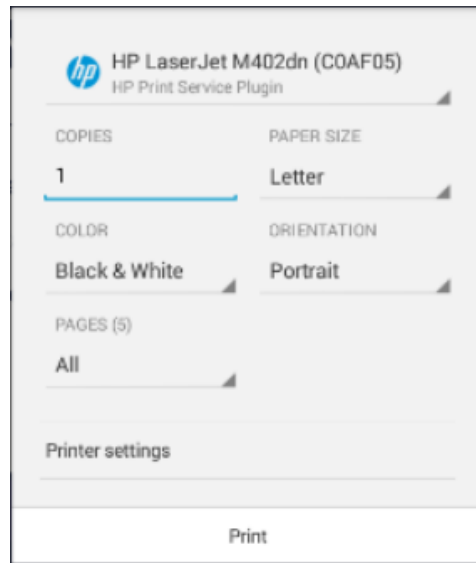 hp
HP LaserJet M402dn (C0AF05)
HP Print Service Plugin
COPIES
PAPER SIZE
1
Letter
COLOR
ORIENTATION
Black & White
Portrait
PAGES (5)
All
Printer settings
Print